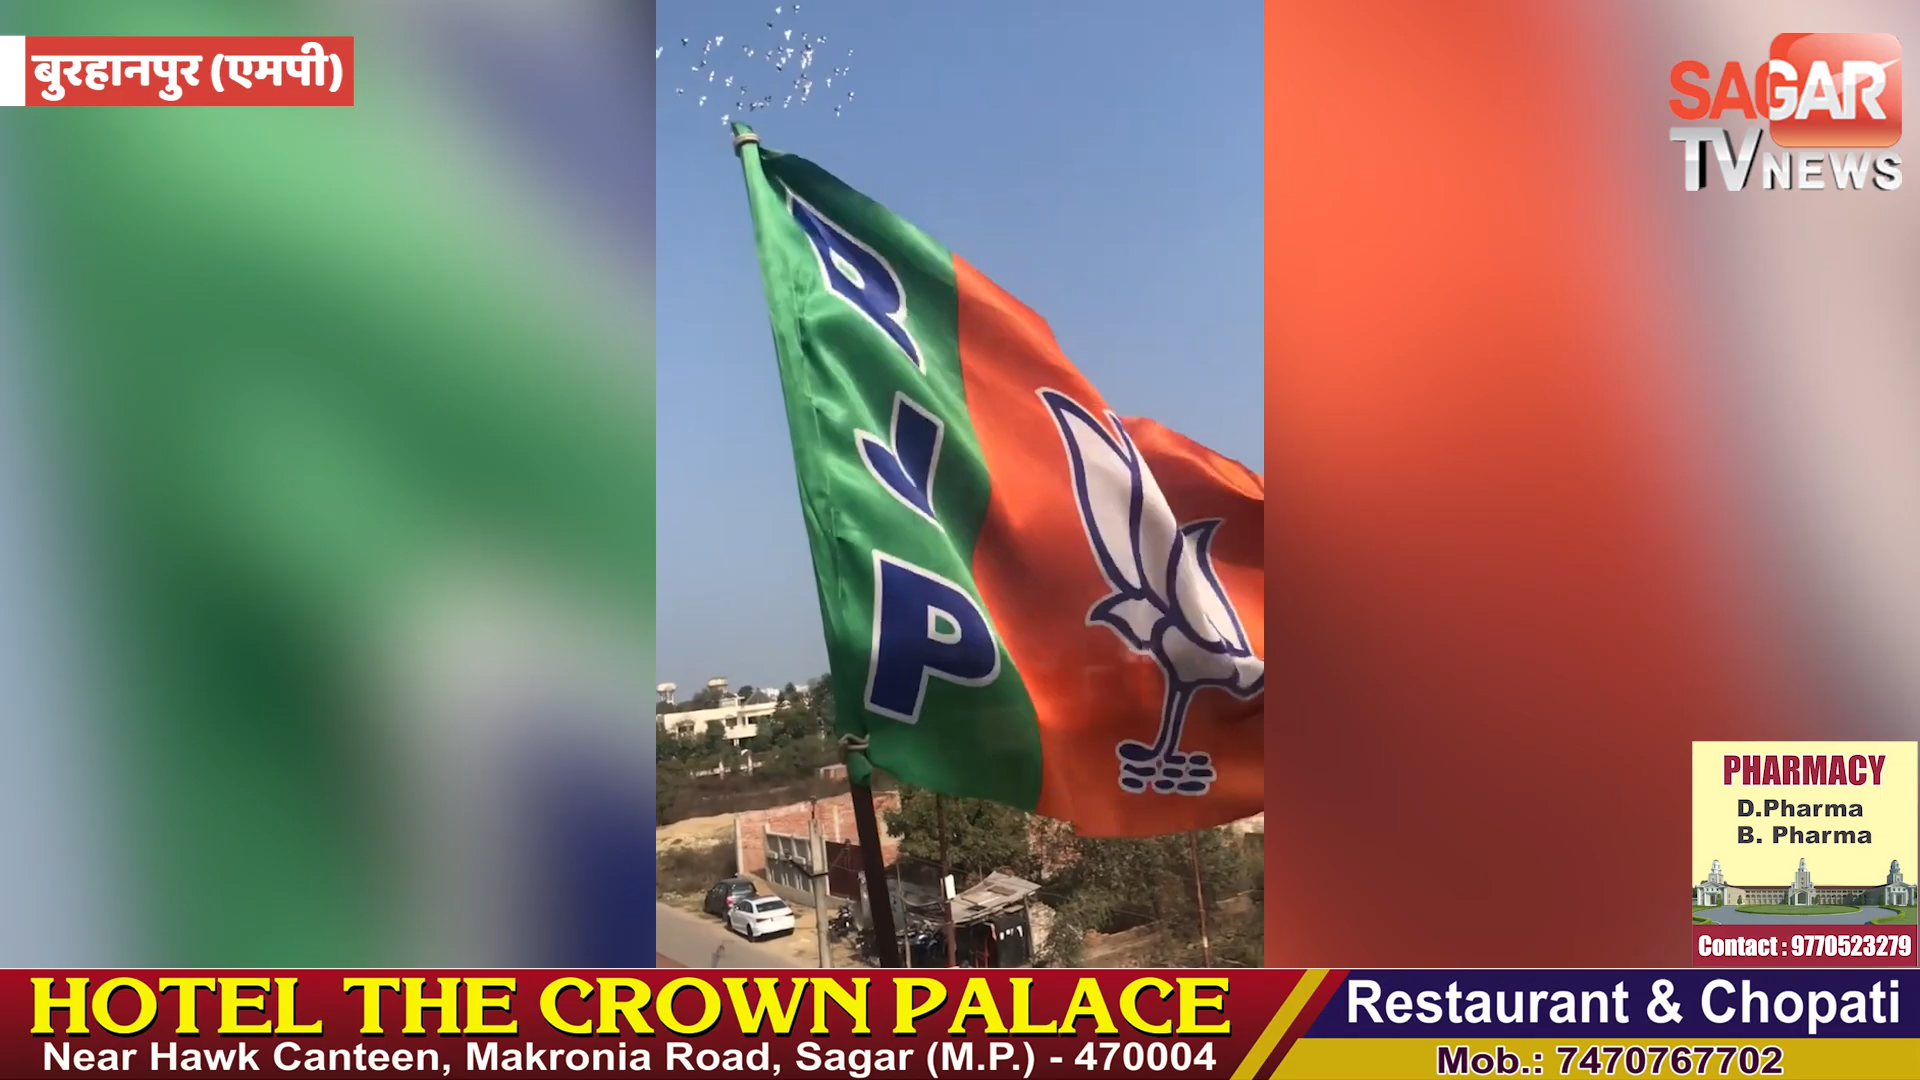 बुरहानपुर (एमपी)
SAGAR
TV NEWS
B
J
P
PHARMACY
D.Pharma
B. Pharma
Contact : 9770523279
HOTEL THE CROWN PALACE
Near Hawk Canteen, Makronia Road, Sagar (M.P.) - 470004
Restaurant & Chopati
Mob.: 7470767702